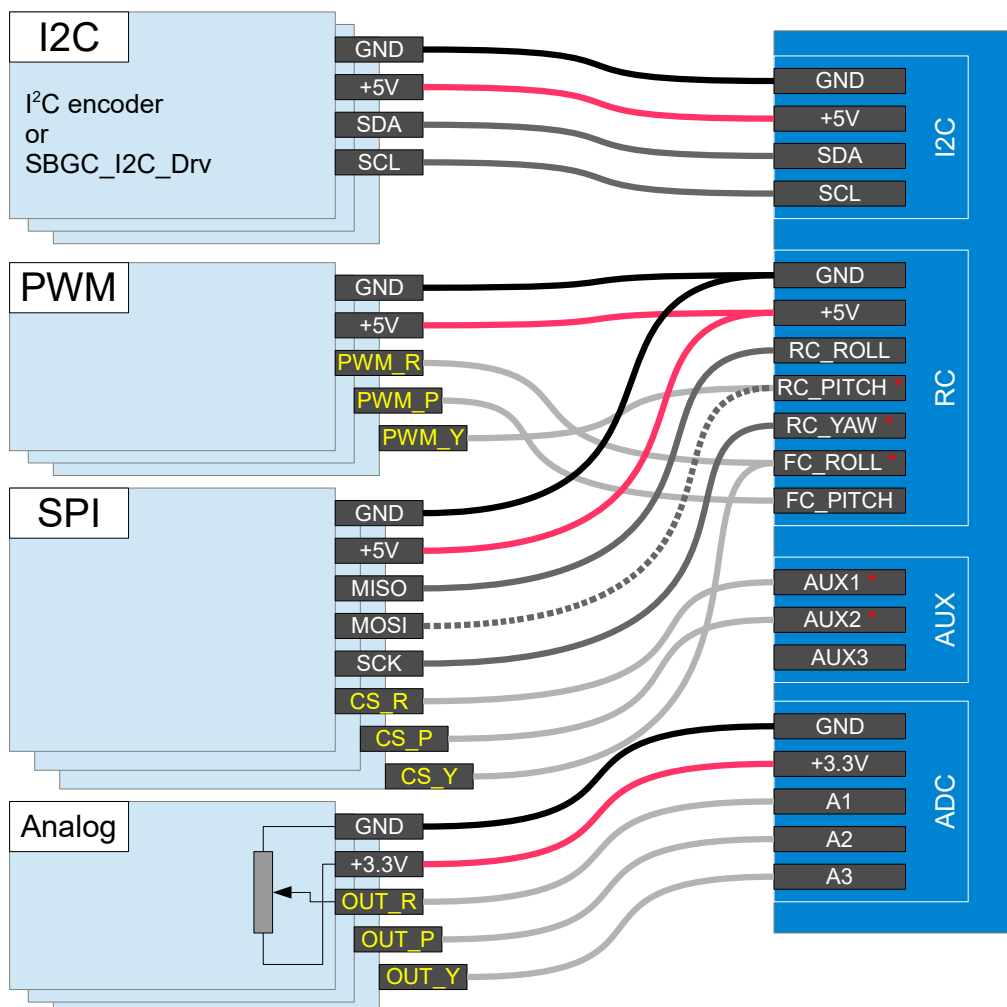 I2C
I²C encoder
or
SBGC_I2C_Drv
GND
+5V
SDA
SCL
PWM
GND
+5V
PWM_R
PWM_P
PWM_Y
SPI
GND
+5V
MISO
MOSI
SCK
CS_R
CS_P
CS_Y
Analog
GND
+3.3V
OUT_R
OUT_P
OUT_Y
GND
+5V
SDA
SCL
I2C
GND
+5V
RC_ROLL
RC_PITCH *
RC_YAW *
FC_ROLL *
FC_PITCH
RC
AUX1 *
AUX2 *
AUX3
AUX
GND
+3.3V
A1
A2
A3
ADC